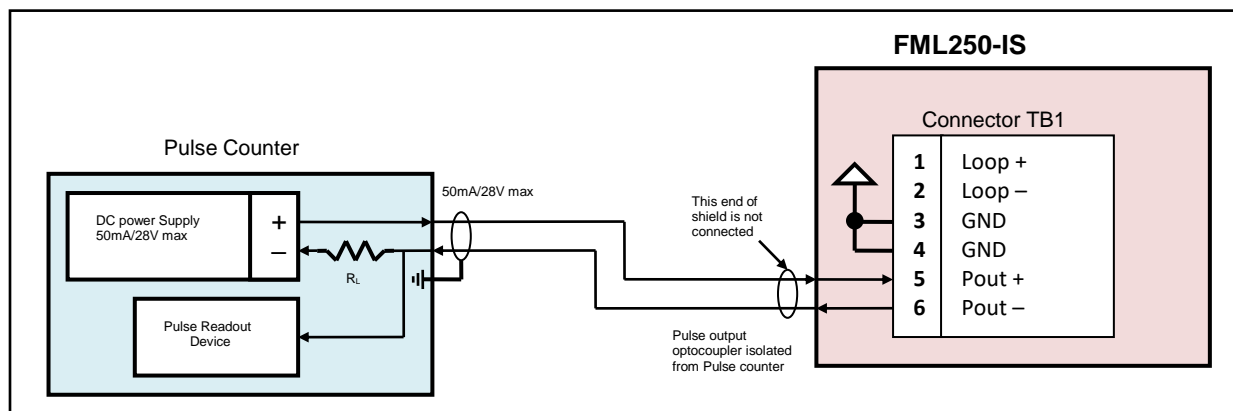 FML250-IS
Connector TB1
1 Loop +
2 Loop –
3 GND
4 GND
5 Pout +
6 Pout –
Pulse Counter
DC power Supply
50mA/28V max
+
–
RL
Pulse Readout
Device
50mA/28V max
This end of
shield is not
connected
Pulse output
optocoupler isolated
from Pulse counter